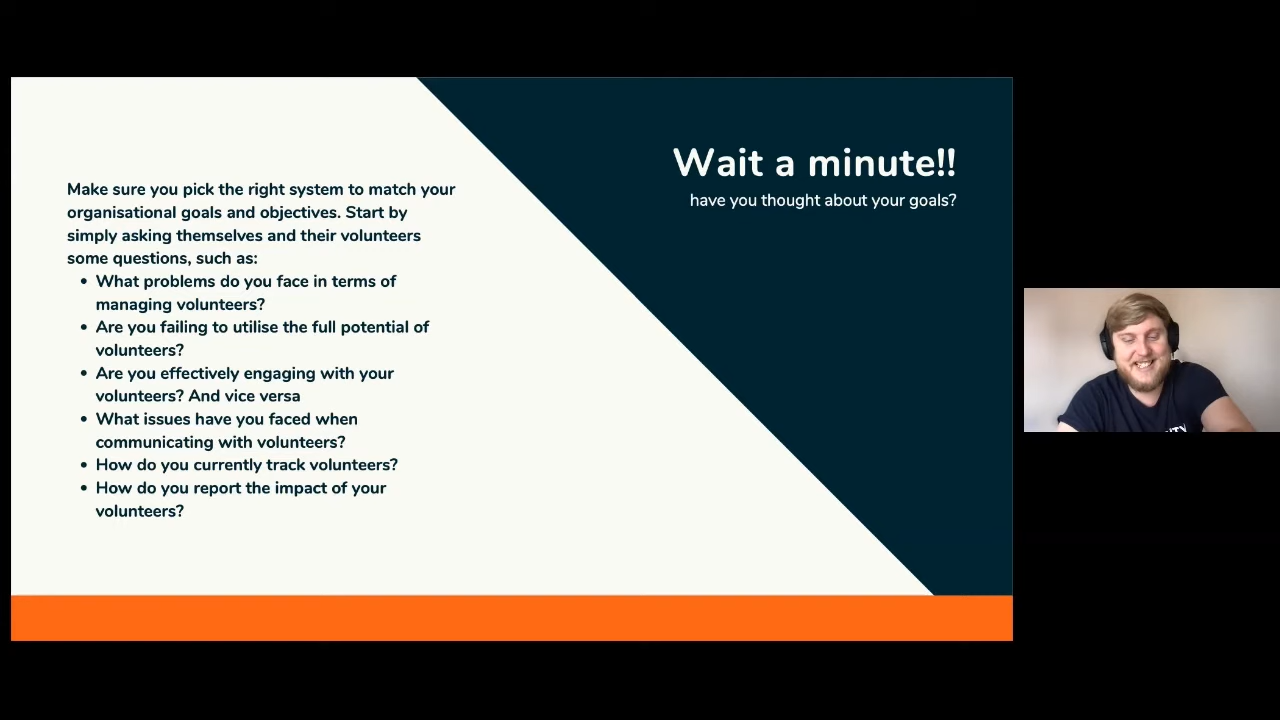 Wait a minute!!
have you thought about your goals?
Make sure you pick the right system to match your
organisational goals and objectives. Start by
simply asking themselves and their volunteers
some questions, such as:
• What problems do you face in terms of
managing volunteers?
• Are you failing to utilise the full potential of
volunteers?
• Are you effectively engaging with your
volunteers? And vice versa
• What issues have you faced when
communicating with volunteers?
• How do you currently track volunteers?
• How do you report the impact of your
volunteers?